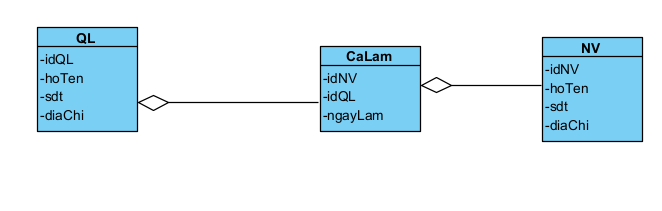 QL
-idQL
-hoTen
-sdt
-diaChi
CaLam
-idNV
-idQL
-ngayLam
NV
-idNV
-hoTen
-sdt
-diaChi